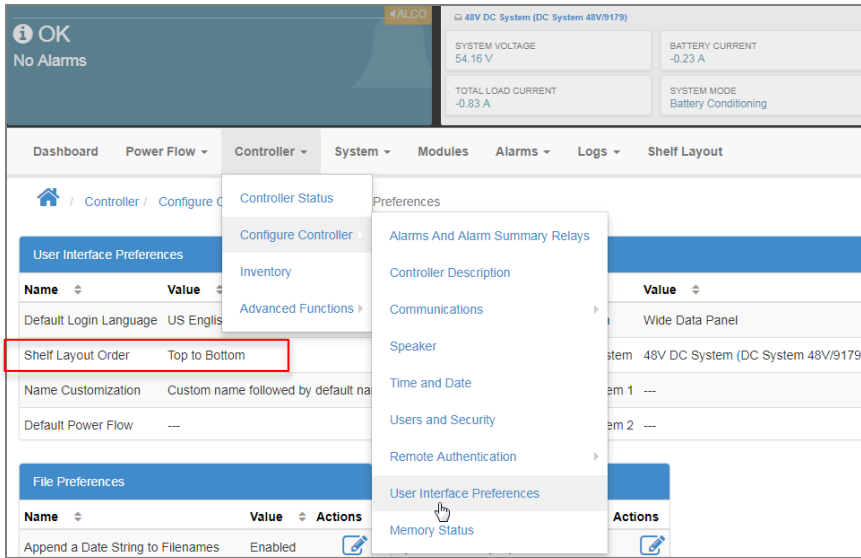 OK
No Alarms
ALCO
48V DC System (DC System 48V/9179)
SYSTEM VOLTAGE
54.16 V
BATTERY CURRENT
-0.23 A
TOTAL LOAD CURRENT
-0.83 A
SYSTEM MODE
Battery Conditioning
Dashboard Power Flow Controller System Modules Alarms Logs Shelf Layout
/ Controller / Configure C Preferences
Controller Status
Configure Controller
Inventory
Advanced Functions
Alarms And Alarm Summary Relays
Controller Description
Communications
Speaker
Time and Date
Users and Security
Remote Authentication
User Interface Preferences
Memory Status
User Interface Preferences
Name Value Value
Default Login Language US Englis Wide Data Panel
Shelf Layout Order Top to Bottom stem 48V DC System (DC System 48V/9179
Name Customization Custom name followed by default na em 1 ---
Default Power Flow --- em 2 ---
File Preferences
Name Value Actions Actions
Append a Date String to Filenames Enabled